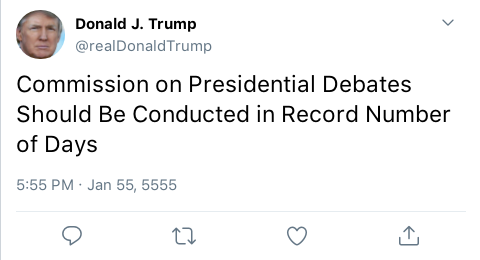 Donald J. Trump
@realDonaldTrump
Commission on Presidential Debates
Should Be Conducted in Record Number
of Days
5:55 PM · Jan 55, 5555